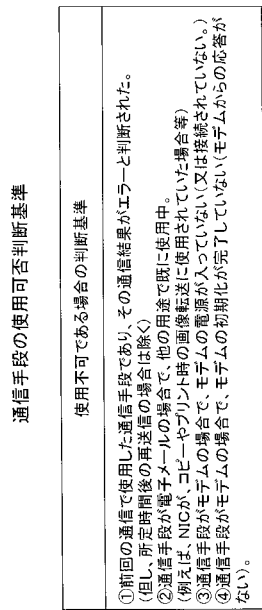 通信手段の使用可否判断基準
使用不可である場合の判断基準
①前回の通信で使用した通信手段であり、その通信結果がエラーと判断された。
(但し、所定時間後の再送信の場合は除く)
②通信手段が電子メールの場合で、他の用途で既に使用中。
(例えば、NICが、コピーやプリント時の画像転送に使用されていた場合等)
③通信手段がモデムの場合で、モデムの電源が入っていない(又は接続されていない。)
④通信手段がモデムの場合で、モデムの初期化が完了していない(モデムからの応答が
ない)。